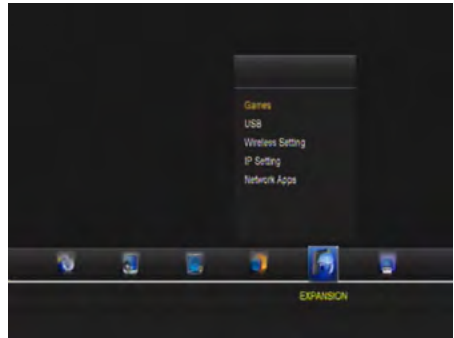 Games
USB
Wireless Setting
IP Setting
Network Apps
EXPANSION